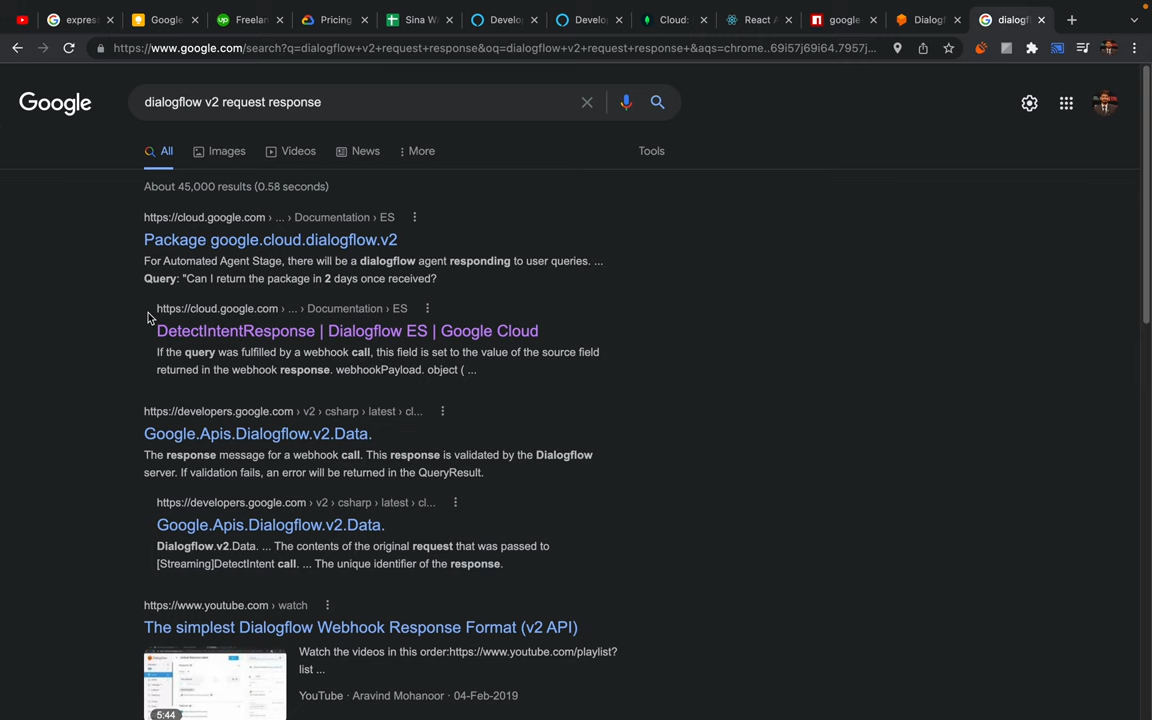 express
Google
Freelan
Pricing
Sina W
Develo
Develo
Cloud:
React A
google
Dialogf
dialogf
https://www.google.com/search?q=dialogflow+v2+request+response&oq=dialogflow+v2+request+response+&aqs=chrome..69i57j69i64.7957j...
Google
dialogflow v2 request response
All
Images
Videos
News
More
Tools
About 45,000 results (0.58 seconds)
https://cloud.google.com › ... › Documentation › ES
Package google.cloud.dialogflow.v2
For Automated Agent Stage, there will be a dialogflow agent responding to user queries. ...
Query: "Can I return the package in 2 days once received?
https://cloud.google.com › ... › Documentation › ES
DetectIntentResponse | Dialogflow ES | Google Cloud
If the query was fulfilled by a webhook call, this field is set to the value of the source field
returned in the webhook response. webhookPayload. object ( ...
https://developers.google.com › v2 › csharp › latest › cl...
Google.Apis.Dialogflow.v2.Data.
The response message for a webhook call. This response is validated by the Dialogflow
server. If validation fails, an error will be returned in the QueryResult.
https://developers.google.com › v2 › csharp › latest › cl...
Google.Apis.Dialogflow.v2.Data.
Dialogflow.v2.Data. ... The contents of the original request that was passed to
[Streaming]DetectIntent call. ... The unique identifier of the response.
https://www.youtube.com › watch
The simplest Dialogflow Webhook Response Format (v2 API)
Watch the videos in this order:https://www.youtube.com/playlist?
list ...
YouTube · Aravind Mohanoor · 04-Feb-2019
5:44